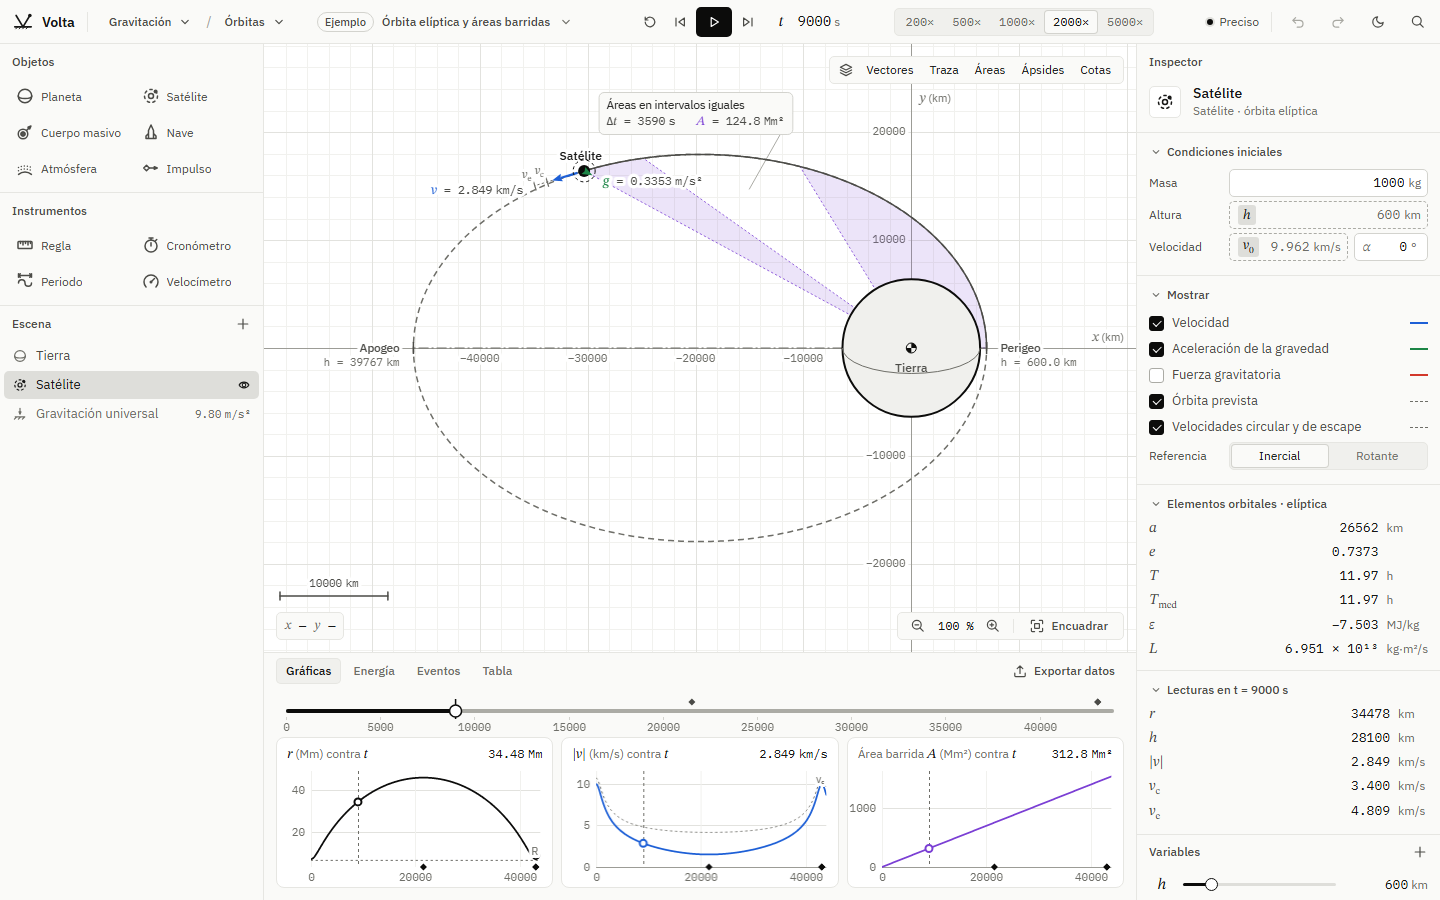 Volta
Gravitación
/
Órbitas
Ejemplo
Órbita elíptica y áreas barridas
t 9000 s
200× 500× 1000× 2000× 5000×
Preciso
Objetos
Planeta
Satélite
Cuerpo masivo
Nave
Atmósfera
Impulso
Instrumentos
Regla
Cronómetro
Periodo
Velocímetro
Escena
Tierra
Satélite
Gravitación universal 9.80 m/s²
Vectores Traza Áreas Ápsides Cotas
y (km)
Áreas en intervalos iguales
Δt = 3590 s A = 124.8 Mm²
20000
Satélite
vₑ v꜀
v = 2.849 km/s
g = 0.3353 m/s²
10000
x (km)
Apogeo
h = 39767 km
−40000 −30000 −20000 −10000
Perigeo
h = 600.0 km
Tierra
−10000
−20000
10000 km
x – y –
100 %
Encuadrar
Gráficas Energía Eventos Tabla
Exportar datos
0 5000 10000 15000 20000 25000 30000 35000 40000
r (Mm) contra t 34.48 Mm
40
20
R
0 20000 40000
|v| (km/s) contra t 2.849 km/s
10
5
0
0 20000 40000
Área barrida A (Mm²) contra t 312.8 Mm²
1000
0
0 20000 40000
Inspector
Satélite
Satélite · órbita elíptica
Condiciones iniciales
Masa 1000 kg
Altura h 600 km
Velocidad v₀ 9.962 km/s α 0 °
Mostrar
Velocidad
Aceleración de la gravedad
Fuerza gravitatoria
Órbita prevista
Velocidades circular y de escape
Referencia Inercial Rotante
Elementos orbitales · elíptica
a 26562 km
e 0.7373
T 11.97 h
T med 11.97 h
ε −7.503 MJ/kg
L 6.951 × 10¹³ kg·m²/s
Lecturas en t = 9000 s
r 34478 km
h 28100 km
|v| 2.849 km/s
v꜀ 3.400 km/s
vₑ 4.809 km/s
Variables
h 600 km